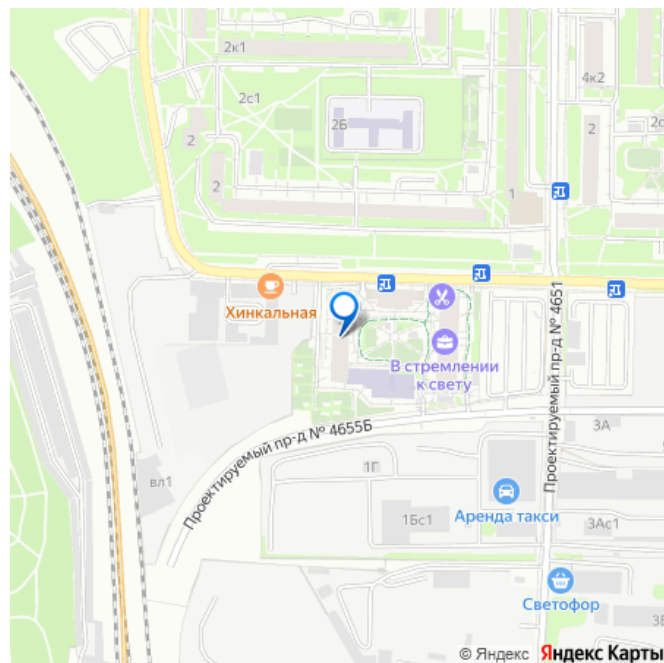 2к1
4к2
2с1
2Б
2
2
2с
2
1
Хинкальная
В стремлении
к свету
Проектируемый пр-д № 4651
Проектируемый пр-д № 4655Б
3А
1Г
вл1
1Бс1
Аренда такси
3Ас1
Светофор
© Яндекс Яндекс Карты